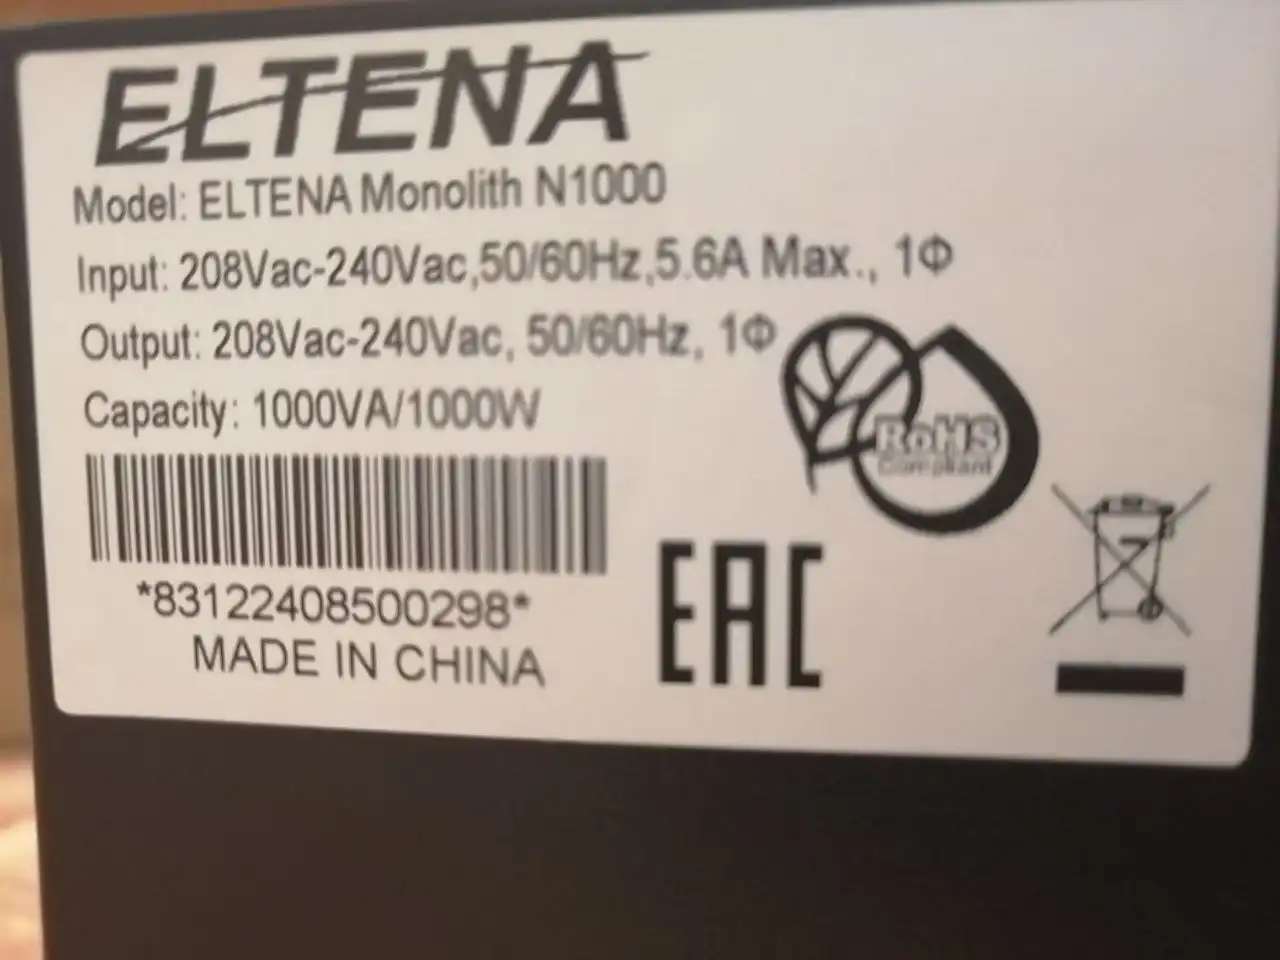 ELTENA
Model: ELTENA Monolith N1000
Input: 208Vac-240Vac,50/60Hz,5.6A Max., 1Φ
Output: 208Vac-240Vac, 50/60Hz, 1Φ
Capacity: 1000VA/1000W
RoHS
Compliant
*83122408500298*
MADE IN CHINA
EAC